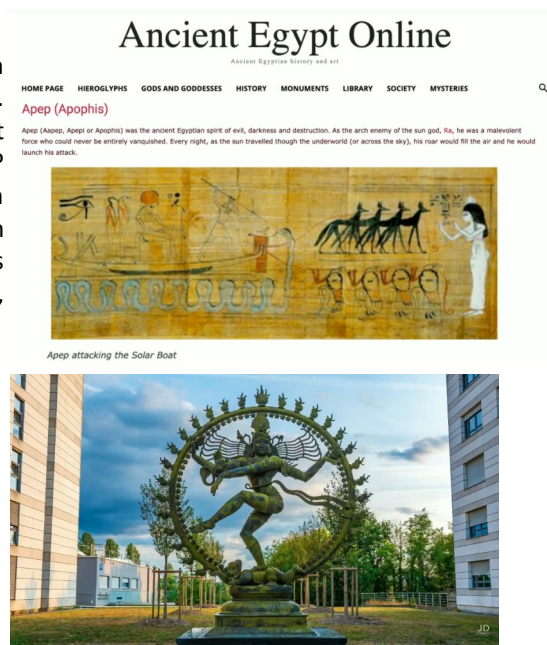 Ancient Egypt Online
Ancient Egyptian history and art
HOME PAGE HIEROGLYPHS GODS AND GODDESSES HISTORY MONUMENTS LIBRARY SOCIETY MYSTERIES
Apep (Apophis)
Apep (Aapep, Apepi or Apophis) was the ancient Egyptian spirit of evil, darkness and destruction. As the arch enemy of the sun god, Ra, he was a malevolent
force who could never be entirely vanquished. Every night, as the sun travelled though the underworld (or across the sky), his roar would fill the air and he would
launch his attack.
Apep attacking the Solar Boat
JD